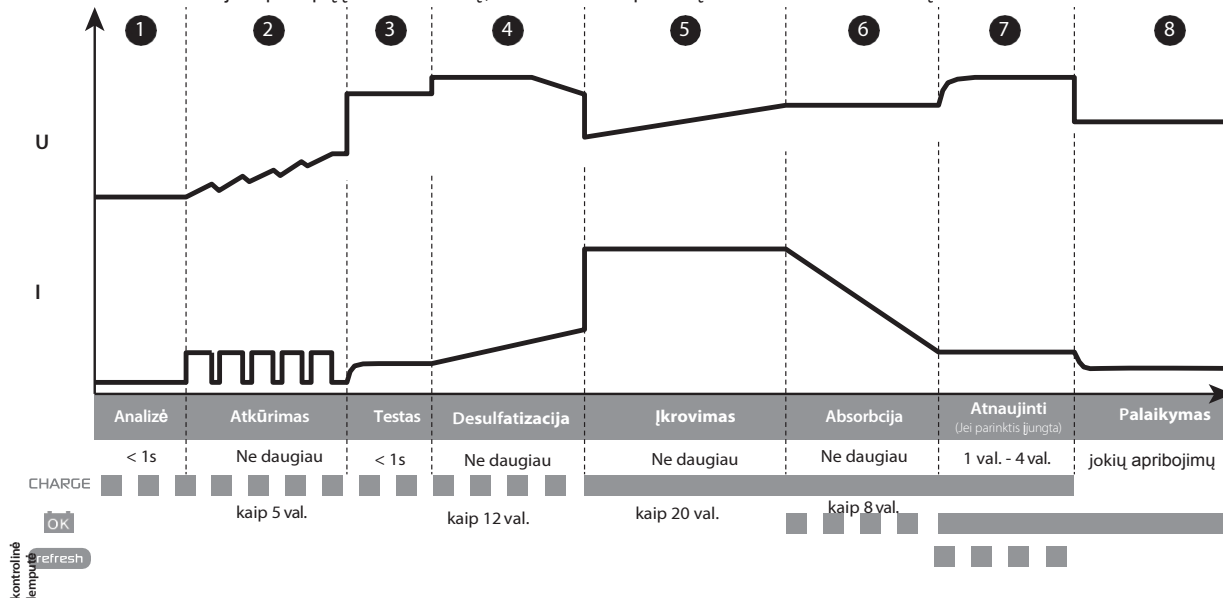 1 2 3 4 5 6 7 8
U
I
Analizė Atkūrimas Testas Desulfatizacija Įkrovimas Absorbcija Atnaujinti Palaikymas
(Jei parinktis įjungta)
< 1s Ne daugiau < 1s Ne daugiau Ne daugiau Ne daugiau 1 val. - 4 val. jokių apribojimų
CHARGE
kaip 5 val. kaip 12 val. kaip 20 val. kaip 8 val.
OK
refresh
kontrolinė
lemputė